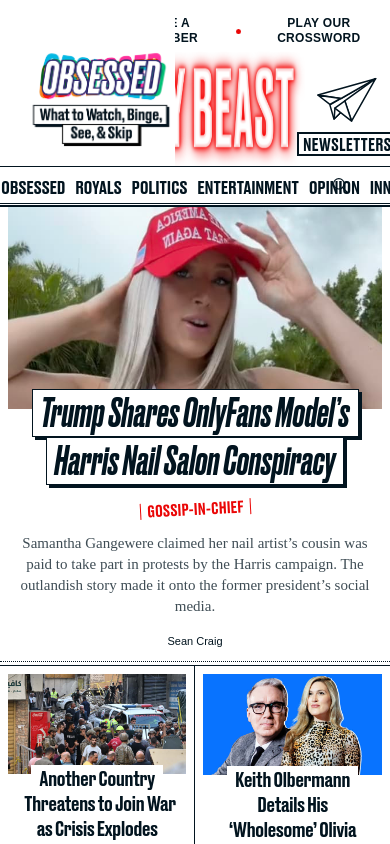 E A
BER
PLAY OUR
CROSSWORD
OBSESSED
What to Watch, Binge,
See, & Skip
Y BEAST
NEWSLETTERS
OBSESSED ROYALS POLITICS ENTERTAINMENT OPINION INN
MAKE AMERICA
GREAT AGAIN
Trump Shares OnlyFans Model’s
Harris Nail Salon Conspiracy
GOSSIP-IN-CHIEF
Samantha Gangewere claimed her nail artist’s cousin was
paid to take part in protests by the Harris campaign. The
outlandish story made it onto the former president’s social
media.
Sean Craig
Another Country
Threatens to Join War
as Crisis Explodes
Keith Olbermann
Details His
‘Wholesome’ Olivia